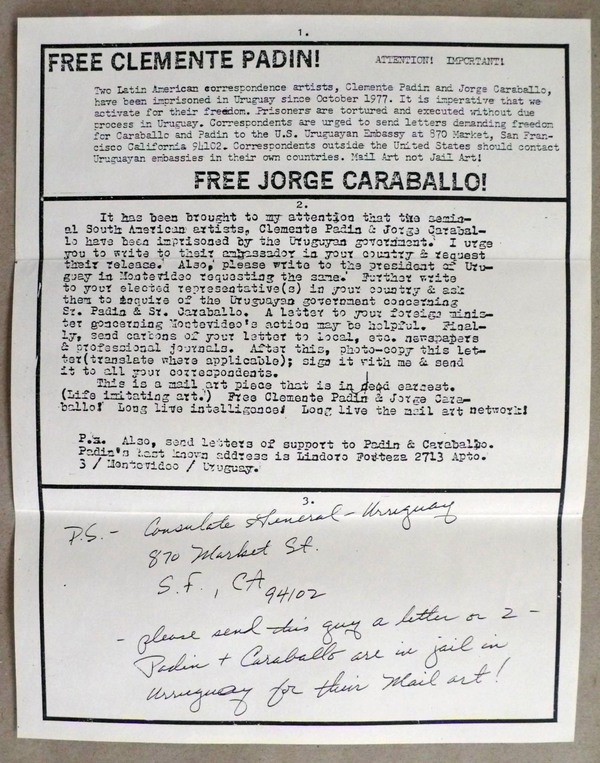 1.
FREE CLEMENTE PADIN!
ATTENTION! IMPORTANT!
Two Latin American correspondence artists, Clemente Padin and Jorge Caraballo,
have been imprisoned in Uruguay since October 1977. It is imperative that we
activate for their freedom. Prisoners are tortured and executed without due
process in Uruguay. Correspondents are urged to send letters demanding freedom
for Caraballo and Padin to the U.S. Uruguayan Embassy at 870 Market, San Fran-
cisco California 94102. Correspondents outside the United States should contact
Uruguayan embassies in their own countries. Mail Art not Jail Art!
FREE JORGE CARABALLO!
2.
It has been brought to my attention that the semin-
al South American artists, Clemente Padin & Jorge Carabal-
lo have been imprisoned by the Uruguyan government. I urge
you to write to their ambassador in your country & request
their release. Also, please write to the president of Uru-
guay in Montevideo requesting the same. Further write
to your elected representative(s) in your country & ask
them to inquire of the Uruguayan government concerning
Sr. Padin & Sr. Caraballo. A letter to your foreign minis-
ter concerning Montevideo's action may be helpful. Final-
ly, send carbons of your letter to local, etc. newspapers
& professional journals. After this, photo-copy this let-
ter(translate where applicable); sign it with me & send
it to all your correspondents.
This is a mail art piece that is in dead earnest.
(Life imitating art.) Free Clemente Padin & Jorge Cara-
ballo! Long live intelligence! Long live the mail art network!
P.s. Also, send letters of support to Padin & Caraballo.
Padin's last known address is Lindoro Forteza 2713 Apto.
3 / Montevideo / Uruguay.
3.
P.S. - Consulate General - Urruguay
870 Market St.
S.F., CA
94102
- please send this guy a letter or 2 -
Padin + Caraballo are in jail in
Urruguay for their Mail art!